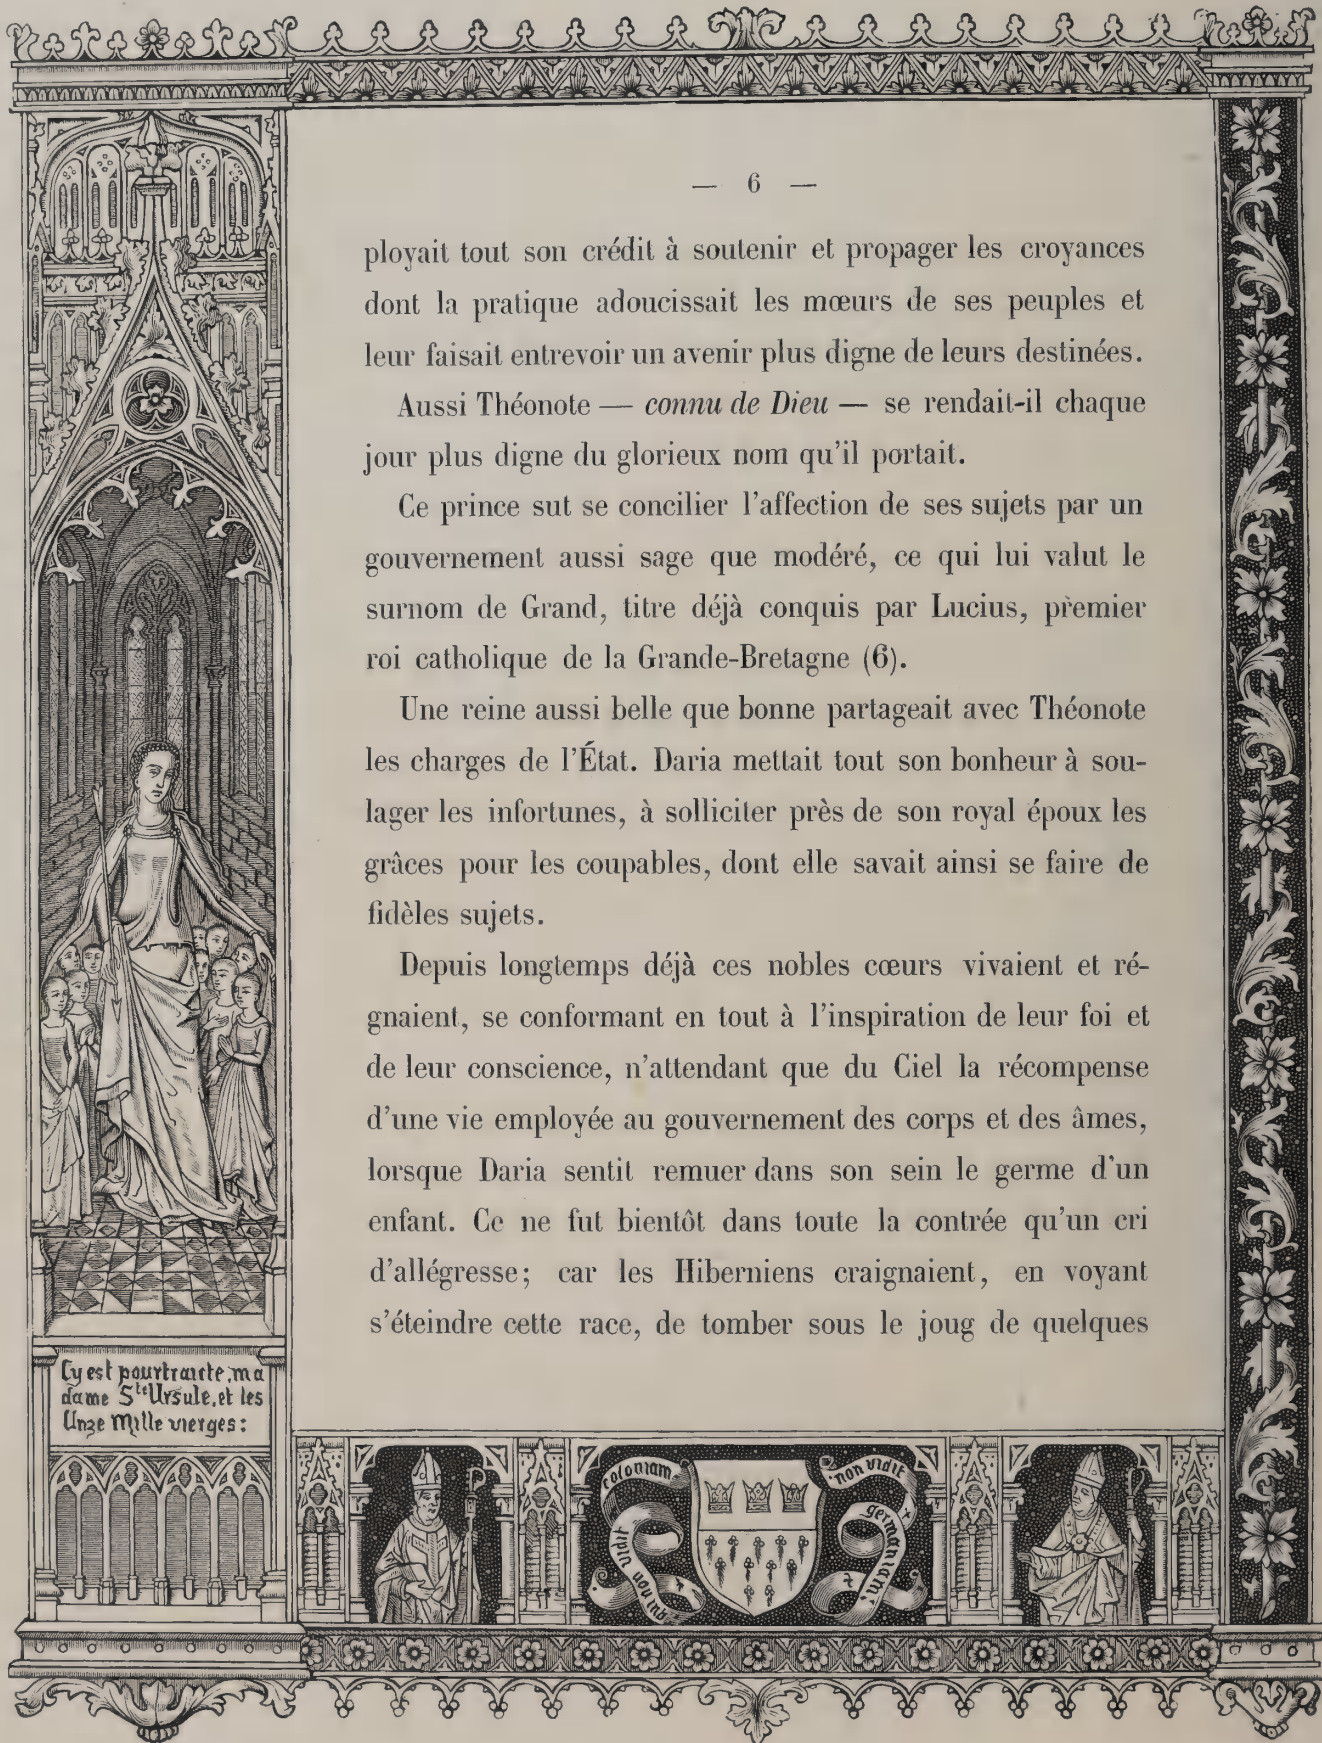 — 6 —
ployait tout son crédit à soutenir et propager les croyances
dont la pratique adoucissait les mœurs de ses peuples et
leur faisait entrevoir un avenir plus digne de leurs destinées.
Aussi Théonote — connu de Dieu — se rendait-il chaque
jour plus digne du glorieux nom qu'il portait.
Ce prince sut se concilier l'affection de ses sujets par un
gouvernement aussi sage que modéré, ce qui lui valut le
surnom de Grand, titre déjà conquis par Lucius, premier
roi catholique de la Grande-Bretagne (6).
Une reine aussi belle que bonne partageait avec Théonote
les charges de l'État. Daria mettait tout son bonheur à sou-
lager les infortunes, à solliciter près de son royal époux les
grâces pour les coupables, dont elle savait ainsi se faire de
fidèles sujets.
Depuis longtemps déjà ces nobles cœurs vivaient et ré-
gnaient, se conformant en tout à l'inspiration de leur foi et
de leur conscience, n'attendant que du Ciel la récompense
d'une vie employée au gouvernement des corps et des âmes,
lorsque Daria sentit remuer dans son sein le germe d'un
enfant. Ce ne fut bientôt dans toute la contrée qu'un cri
d'allégresse; car les Hiberniens craignaient, en voyant
s'éteindre cette race, de tomber sous le joug de quelques
Cy est pourtraicte, ma
dame Ste Ursule, et les
Unze Mille vierges:
qui non vidit
coloniam
non vidit
germaniam